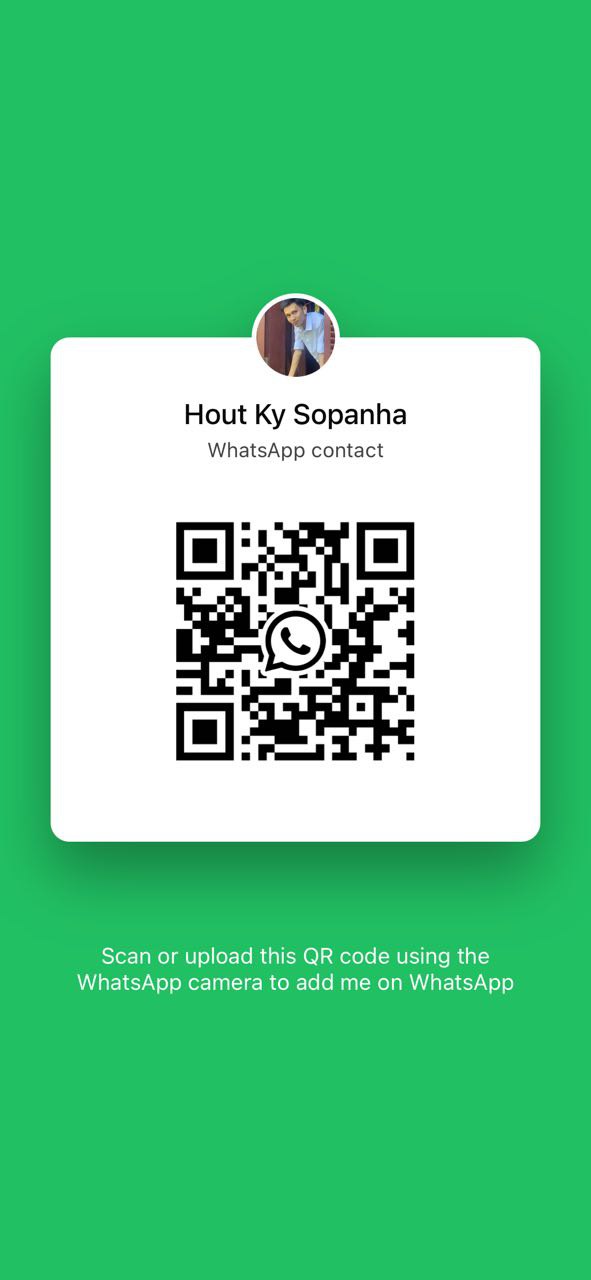 Hout Ky Sopanha
WhatsApp contact
Scan or upload this QR code using the
WhatsApp camera to add me on WhatsApp